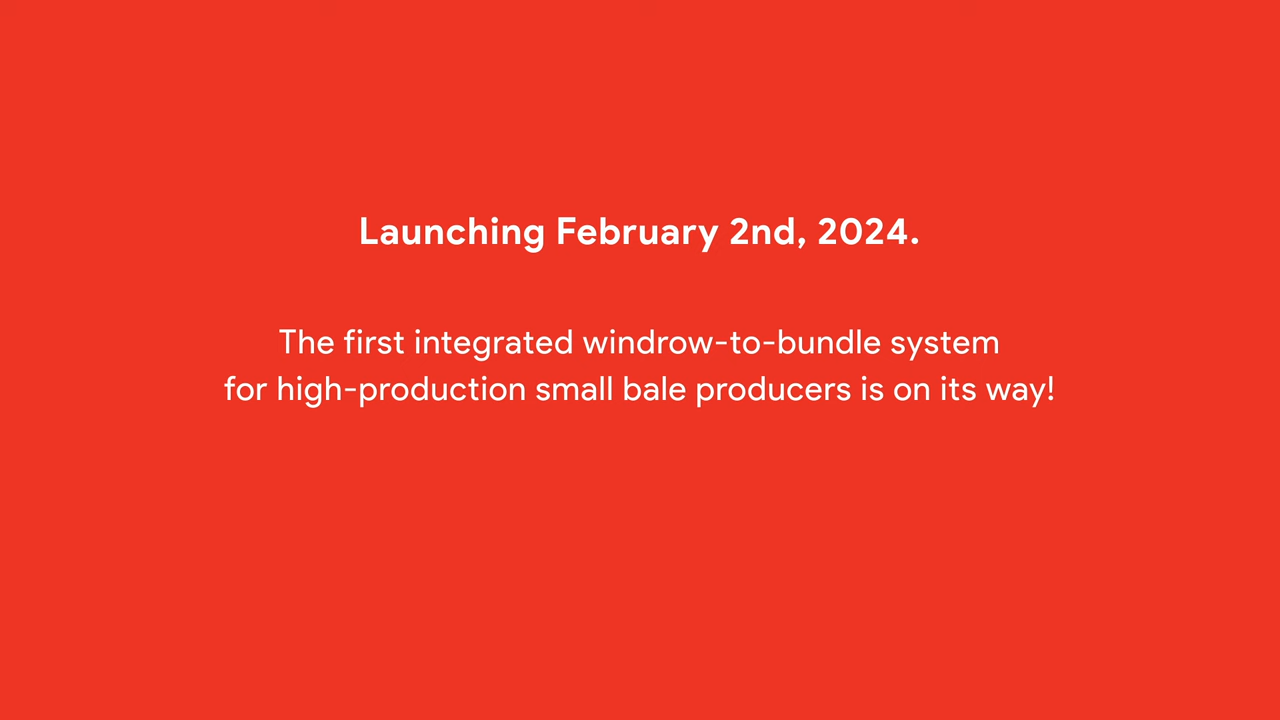 Launching February 2nd, 2024.
The first integrated windrow-to-bundle system
for high-production small bale producers is on its way!